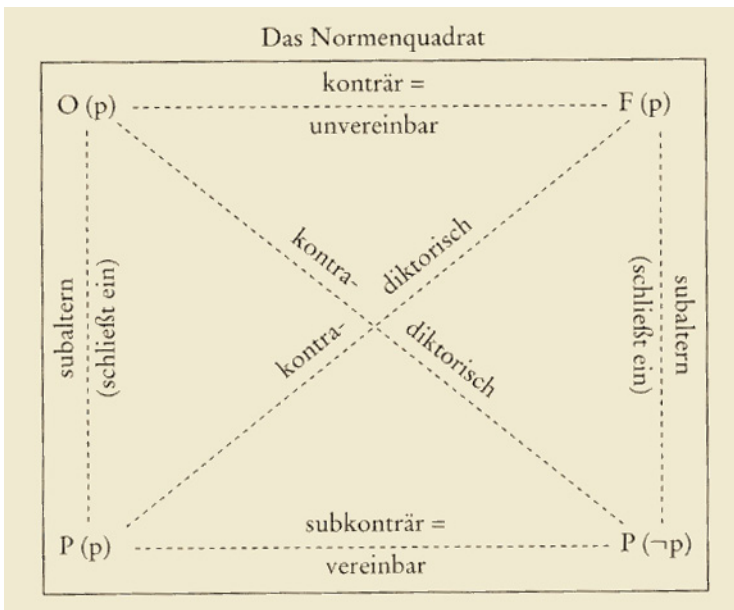 Das Normenquadrat
konträr =
O (p)
F (p)
unvereinbar
kontra-
diktorisch
subaltern
(schließt ein)
(schließt ein)
subaltern
kontra-
diktorisch
subkonträr =
P (p)
P (¬p)
vereinbar